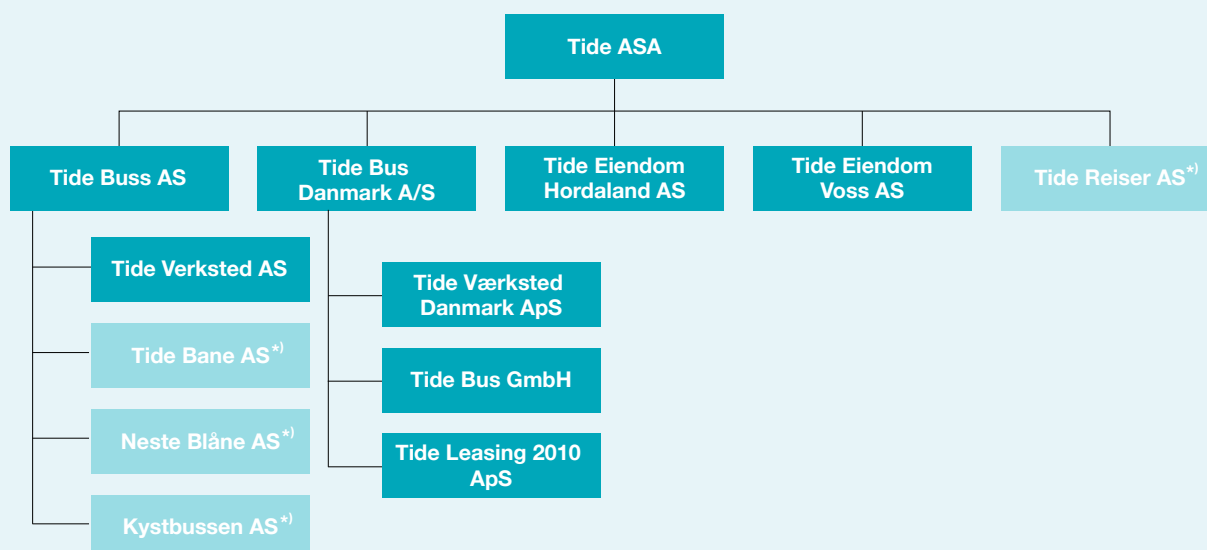 Tide ASA
Tide Buss AS
Tide Bus
Danmark A/S
Tide Eiendom
Hordaland AS
Tide Eiendom
Voss AS
Tide Reiser AS*)
Tide Verksted AS
Tide Bane AS*)
Neste Blåne AS*)
Kystbussen AS*)
Tide Værksted
Danmark ApS
Tide Bus GmbH
Tide Leasing 2010
ApS